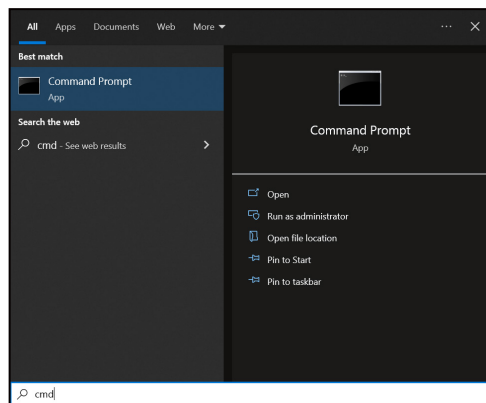 All Apps Documents Web More
Best match
Command Prompt
App
Search the web
cmd - See web results
Command Prompt
App
Open
Run as administrator
Open file location
Pin to Start
Pin to taskbar
cmd